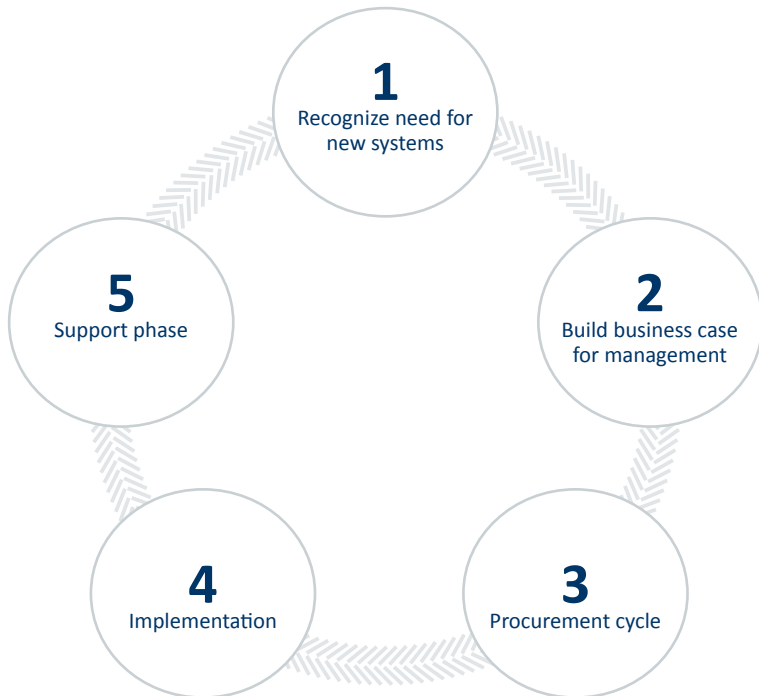 1
Recognize need for
new systems
2
Build business case
for management
3
Procurement cycle
4
Implementation
5
Support phase